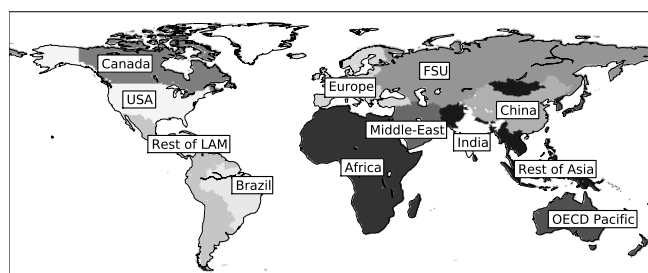 Canada
FSU
Europe
USA
China
Middle-East
Rest of LAM
India
Africa
Rest of Asia
Brazil
OECD Pacific